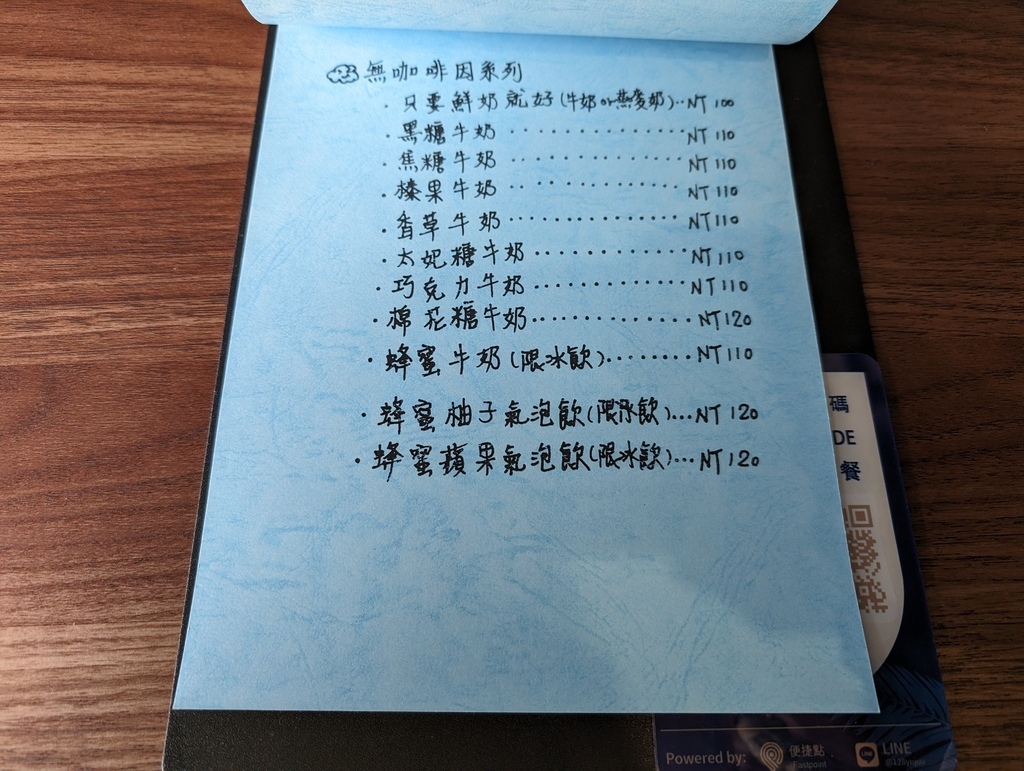 無咖啡因系列
· 只要鮮奶就好(牛奶or燕麥奶)..NT 100
· 黑糖牛奶 ·············NT 110
· 焦糖牛奶 ·············NT 110
· 榛果牛奶 ·············NT 110
· 香草牛奶·············NT 110
· 太妃糖牛奶············NT 110
· 巧克力牛奶············NT 110
· 棉花糖牛奶············NT 120
· 蜂蜜牛奶(限冰飲)........NT 110
· 蜂蜜柚子氣泡飲(限冰飲)...NT 120
· 蜂蜜蘋果氣泡飲(限冰飲)...NT 120
碼
DE
餐
Powered by: 便捷點 LINE
Fastpoint